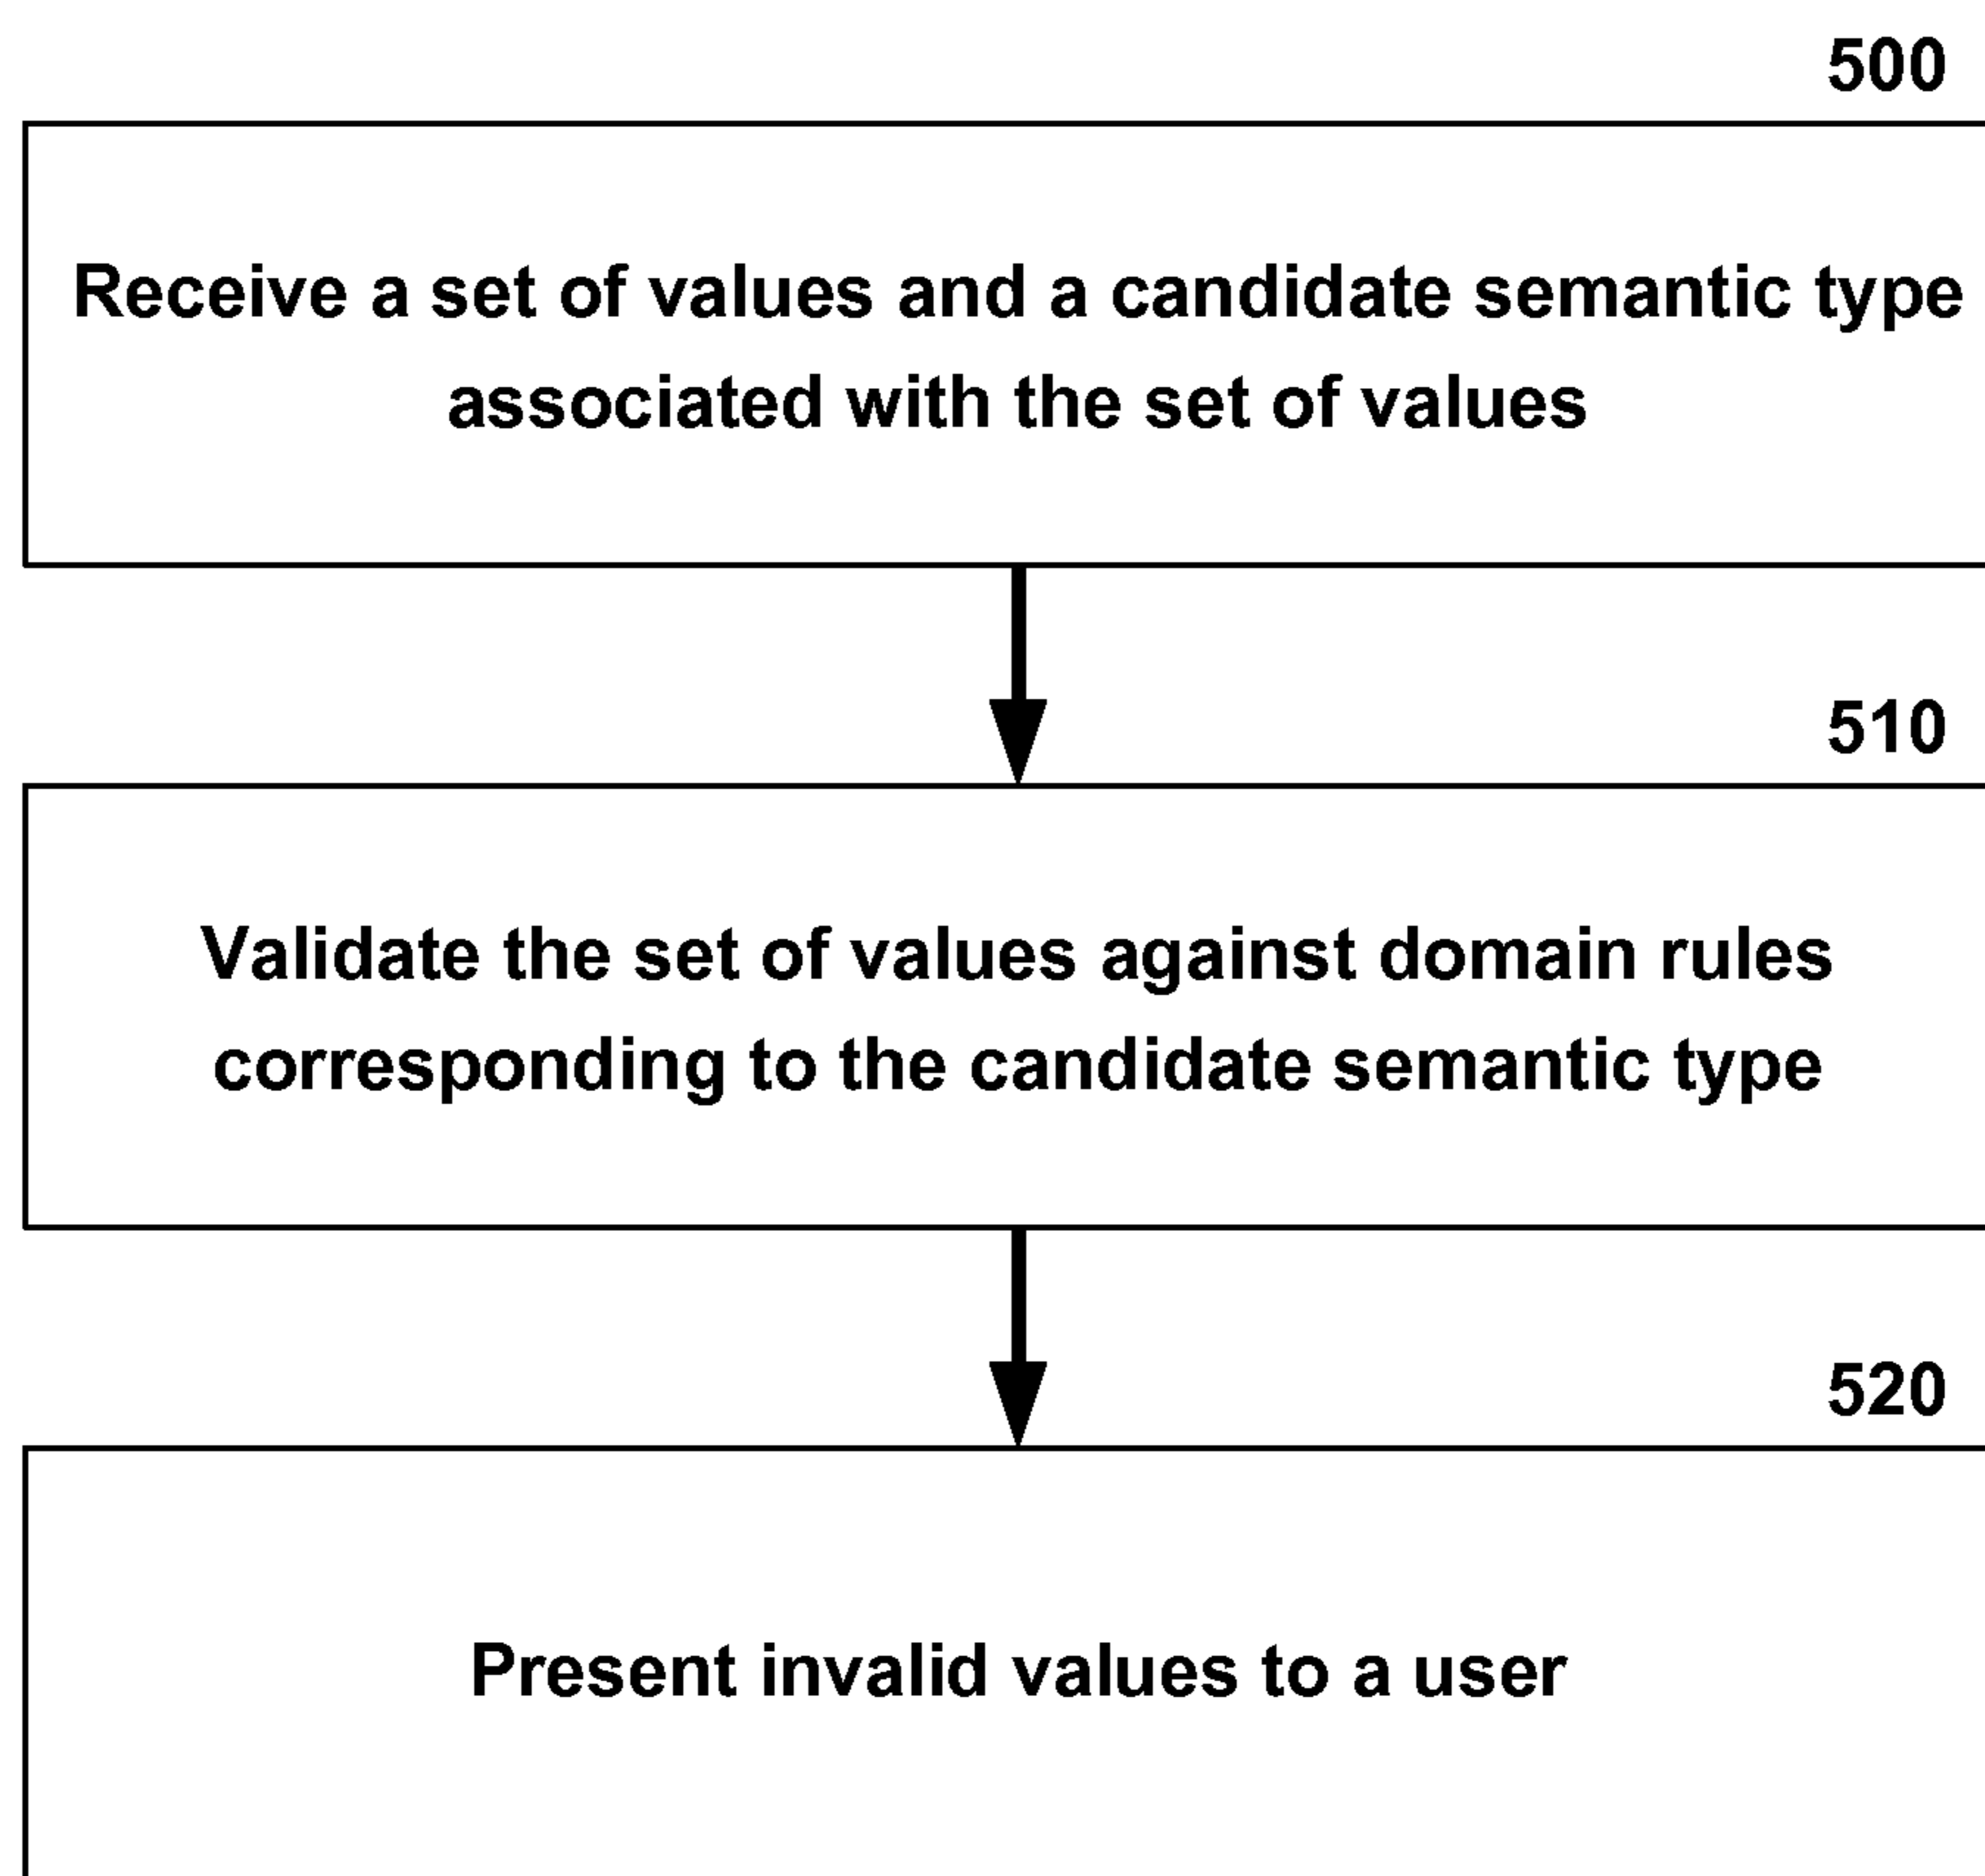 500
Receive a set of values and a candidate semantic type
associated with the set of values
510
Validate the set of values against domain rules
corresponding to the candidate semantic type
520
Present invalid values to a user